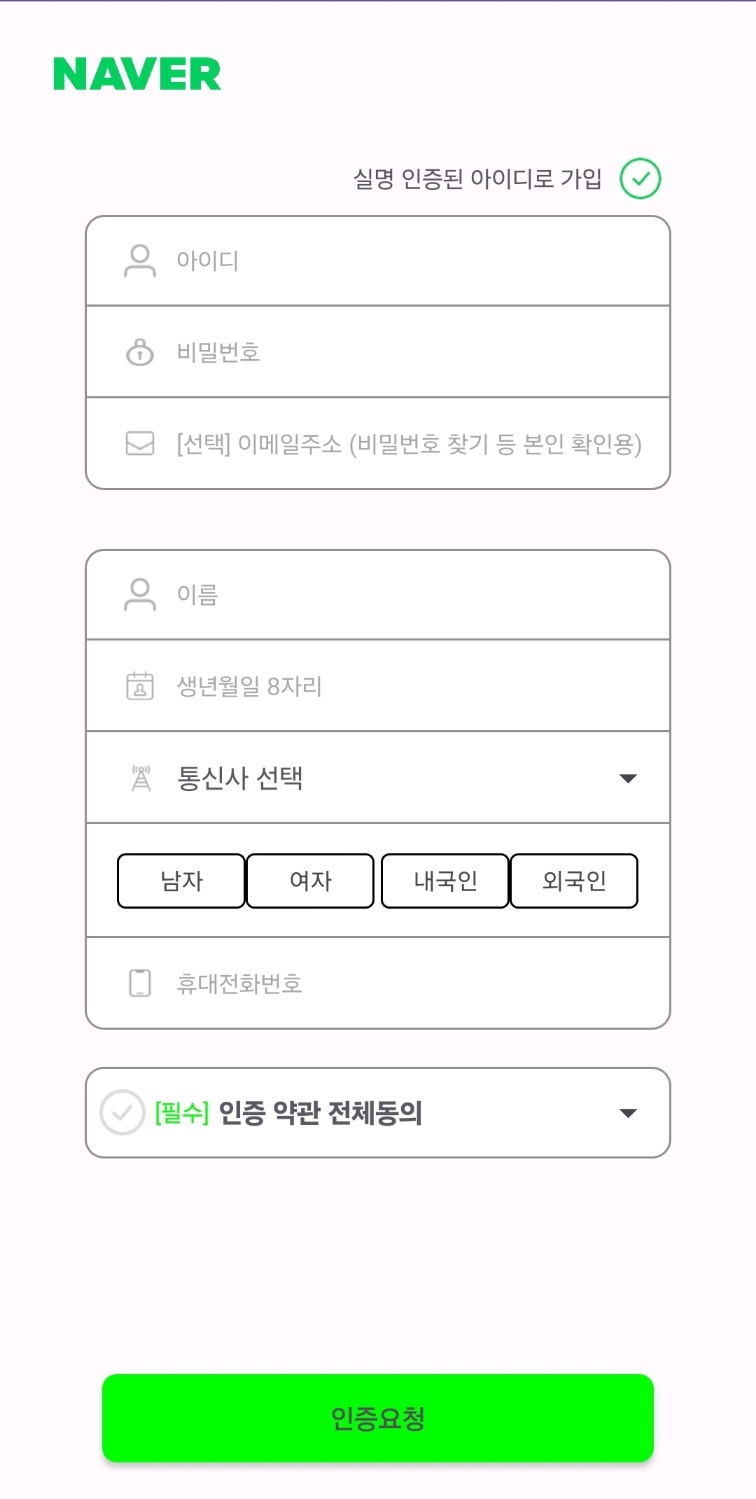 NAVER
실명 인증된 아이디로 가입
아이디
비밀번호
[선택] 이메일주소 (비밀번호 찾기 등 본인 확인용)
이름
생년월일 8자리
통신사 선택
남자 여자 내국인 외국인
휴대전화번호
[필수] 인증 약관 전체동의
인증요청